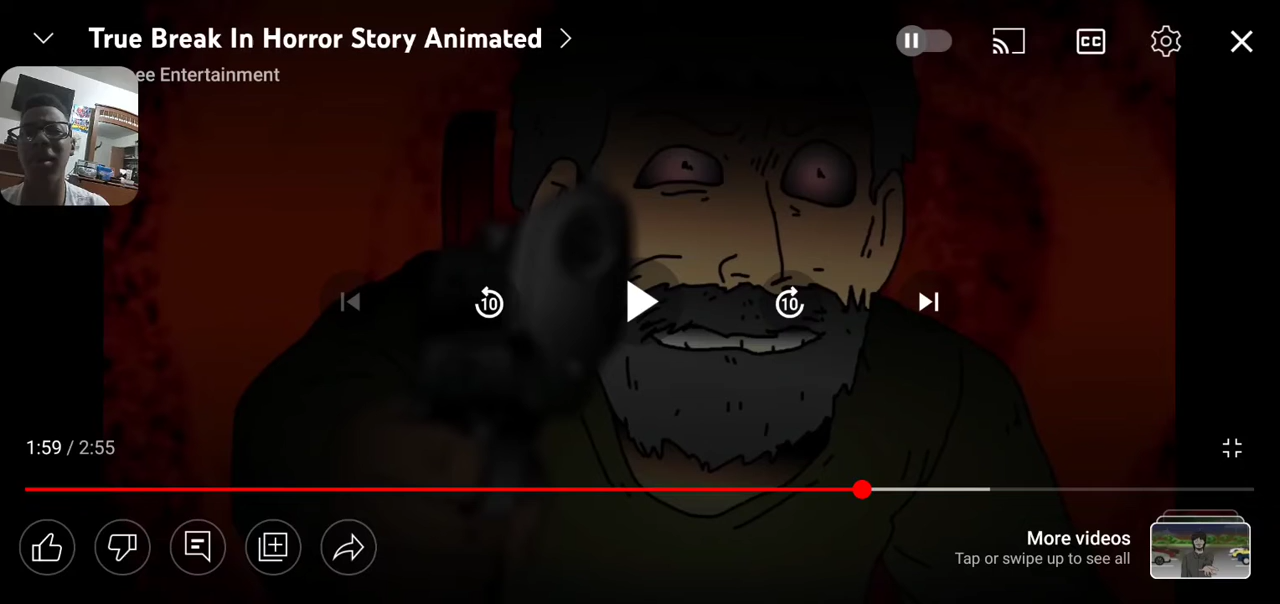 True Break In Horror Story Animated
ee Entertainment
CC
10
10
1:59 / 2:55
More videos
Tap or swipe up to see all